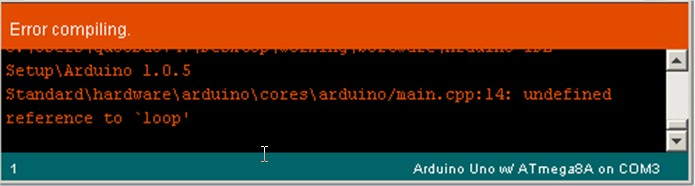 Error compiling.
Setup\Arduino 1.0.5
Standard\hardware\arduino\cores\arduino/main.cpp:14: undefined
reference to `loop'
1
Arduino Uno w/ ATmega8A on COM3